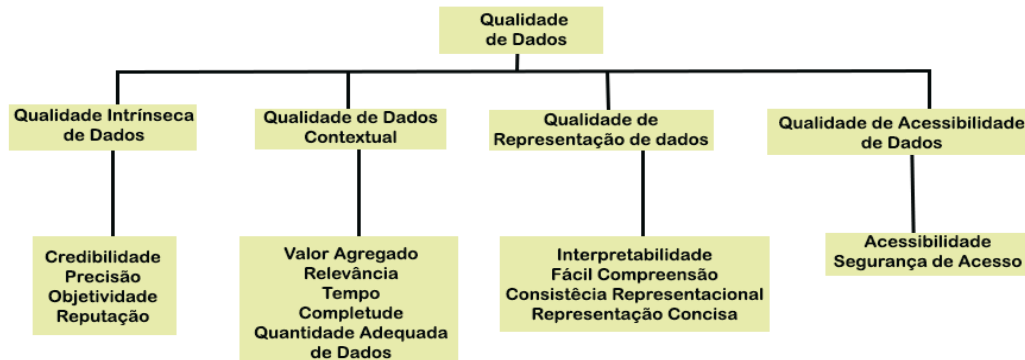 Qualidade
de Dados
Qualidade Intrínseca
de Dados
Qualidade de Dados
Contextual
Qualidade de
Representação de dados
Qualidade de Acessibilidade
de Dados
Credibilidade
Precisão
Objetividade
Reputação
Valor Agregado
Relevância
Tempo
Completude
Quantidade Adequada
de Dados
Interpretabilidade
Fácil Compreensão
Consistêcia Representacional
Representação Concisa
Acessibilidade
Segurança de Acesso